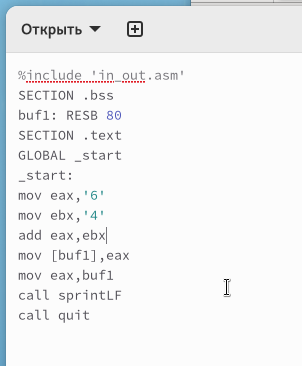 Открыть
%include 'in_out.asm'
SECTION .bss
buf1: RESB 80
SECTION .text
GLOBAL _start
_start:
mov eax,'6'
mov ebx,'4'
add eax,ebx
mov [buf1],eax
mov eax,buf1
call sprintLF
call quit